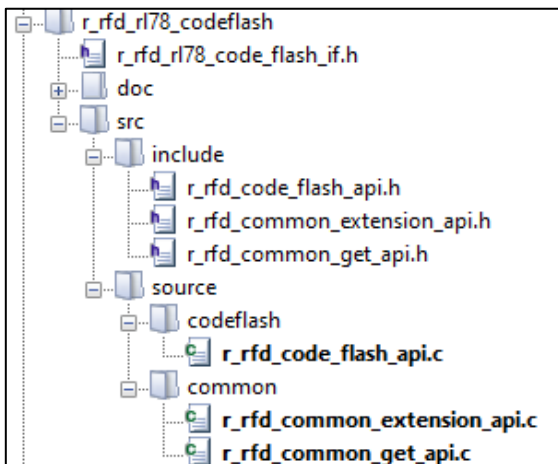 r_rfd_rl78_codeflash
r_rfd_rl78_code_flash_if.h
doc
src
include
r_rfd_code_flash_api.h
r_rfd_common_extension_api.h
r_rfd_common_get_api.h
source
codeflash
r_rfd_code_flash_api.c
common
r_rfd_common_extension_api.c
r_rfd_common_get_api.c